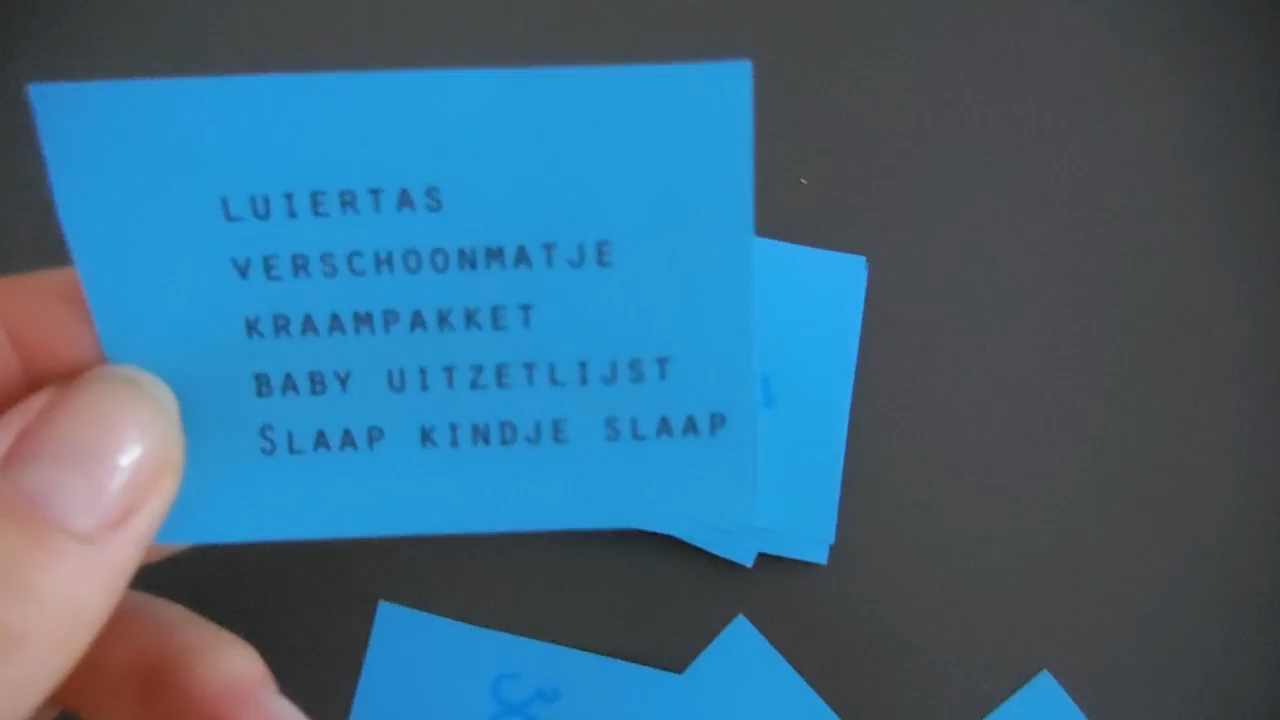 LUIERTAS
VERSCHOONMATJE
KRAAMPAKKET
BABY UITZETLIJST
SLAAP KINDJE SLAAP